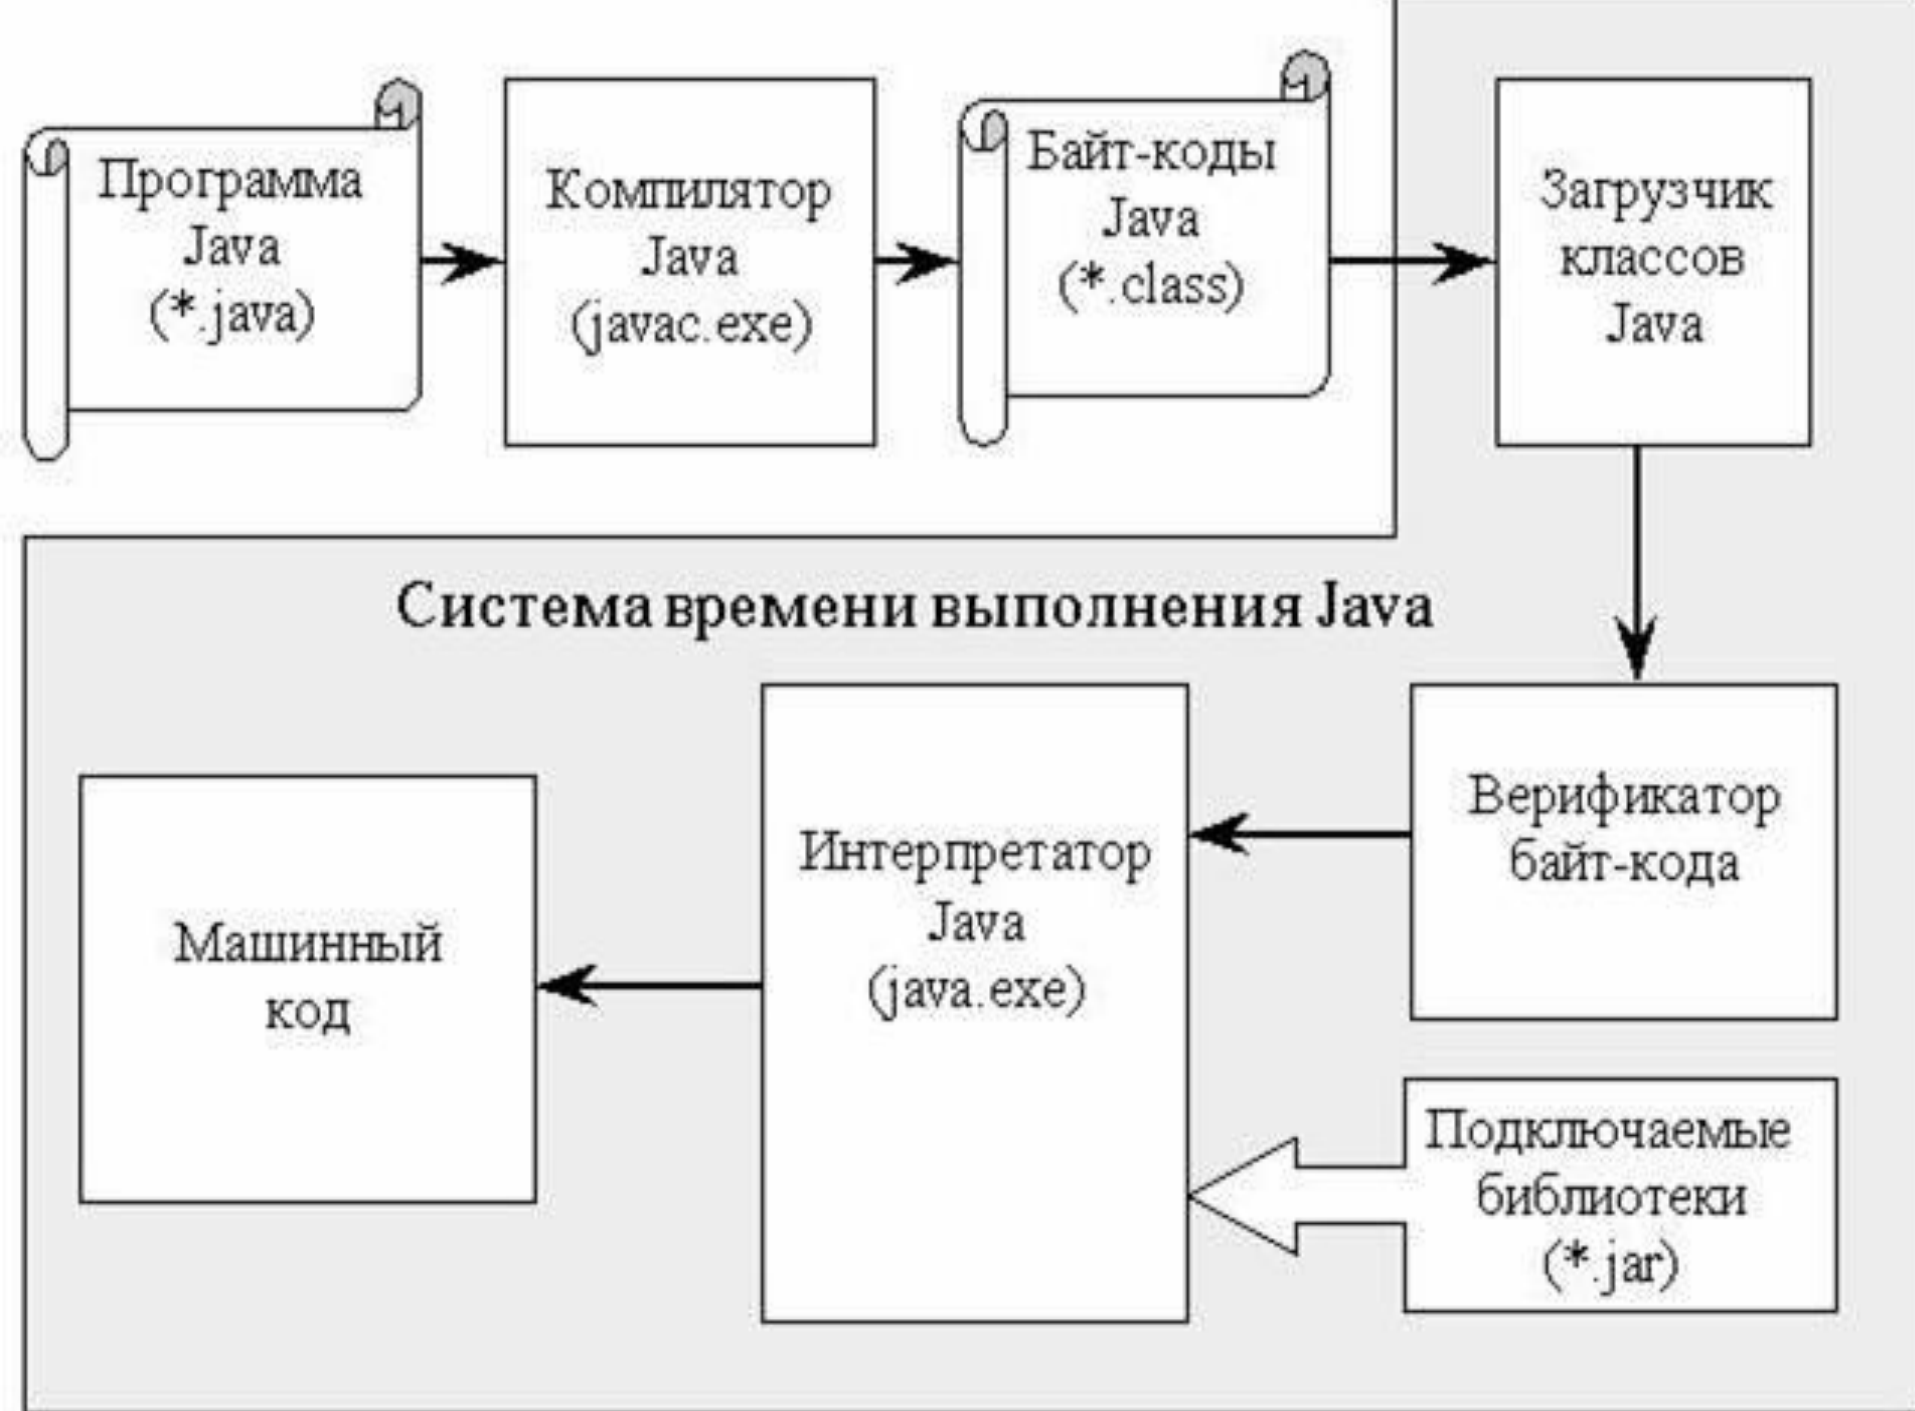 Программа
Java
(*.java)
Компилятор
Java
(javac.exe)
Байт-коды
Java
(*.class)
Загрузчик
классов
Java
Система времени выполнения Java
Верификатор
байт-кода
Интерпретатор
Java
(java.exe)
Машинный
код
Подключаемые
библиотеки
(*.jar)